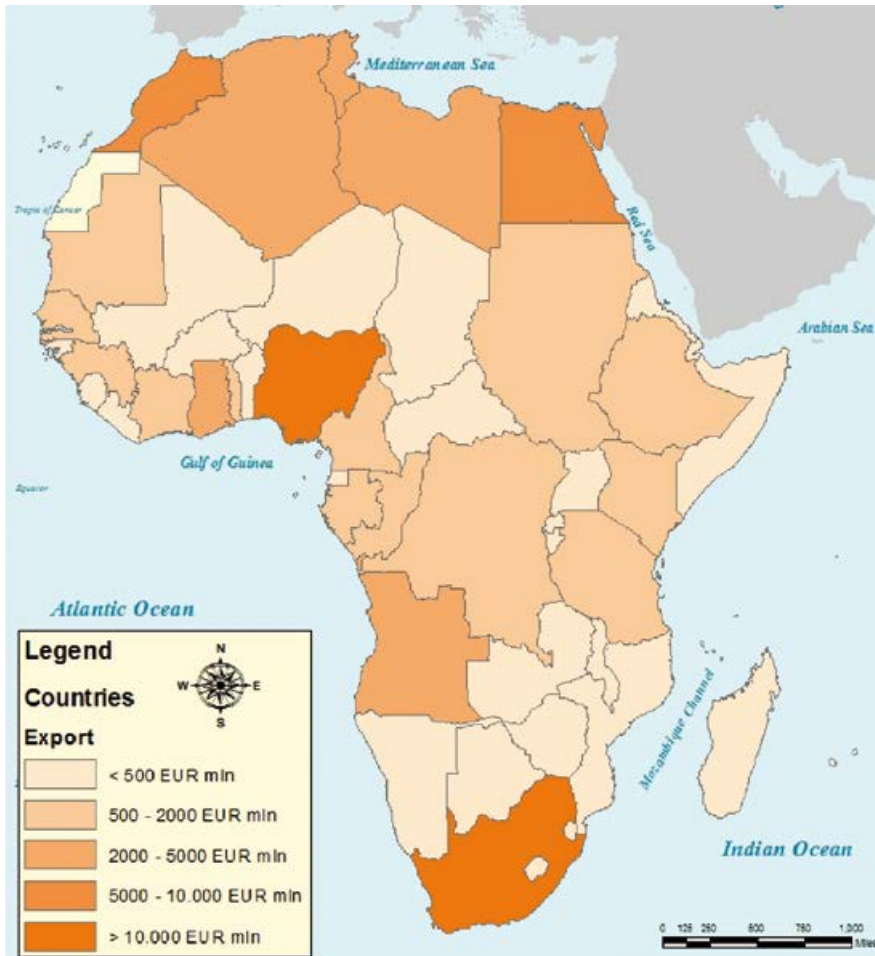 Mediterranean Sea
Tropic of Cancer
Red Sea
Arabian Sea
Gulf of Guinea
Equator
Atlantic Ocean
Mozambique Channel
Indian Ocean
Legend
N
W E
S
Countries
Export
< 500 EUR mln
500 - 2000 EUR mln
2000 - 5000 EUR mln
5000 - 10.000 EUR mln
> 10.000 EUR mln
0 125 250 500 750 1,000
Miles